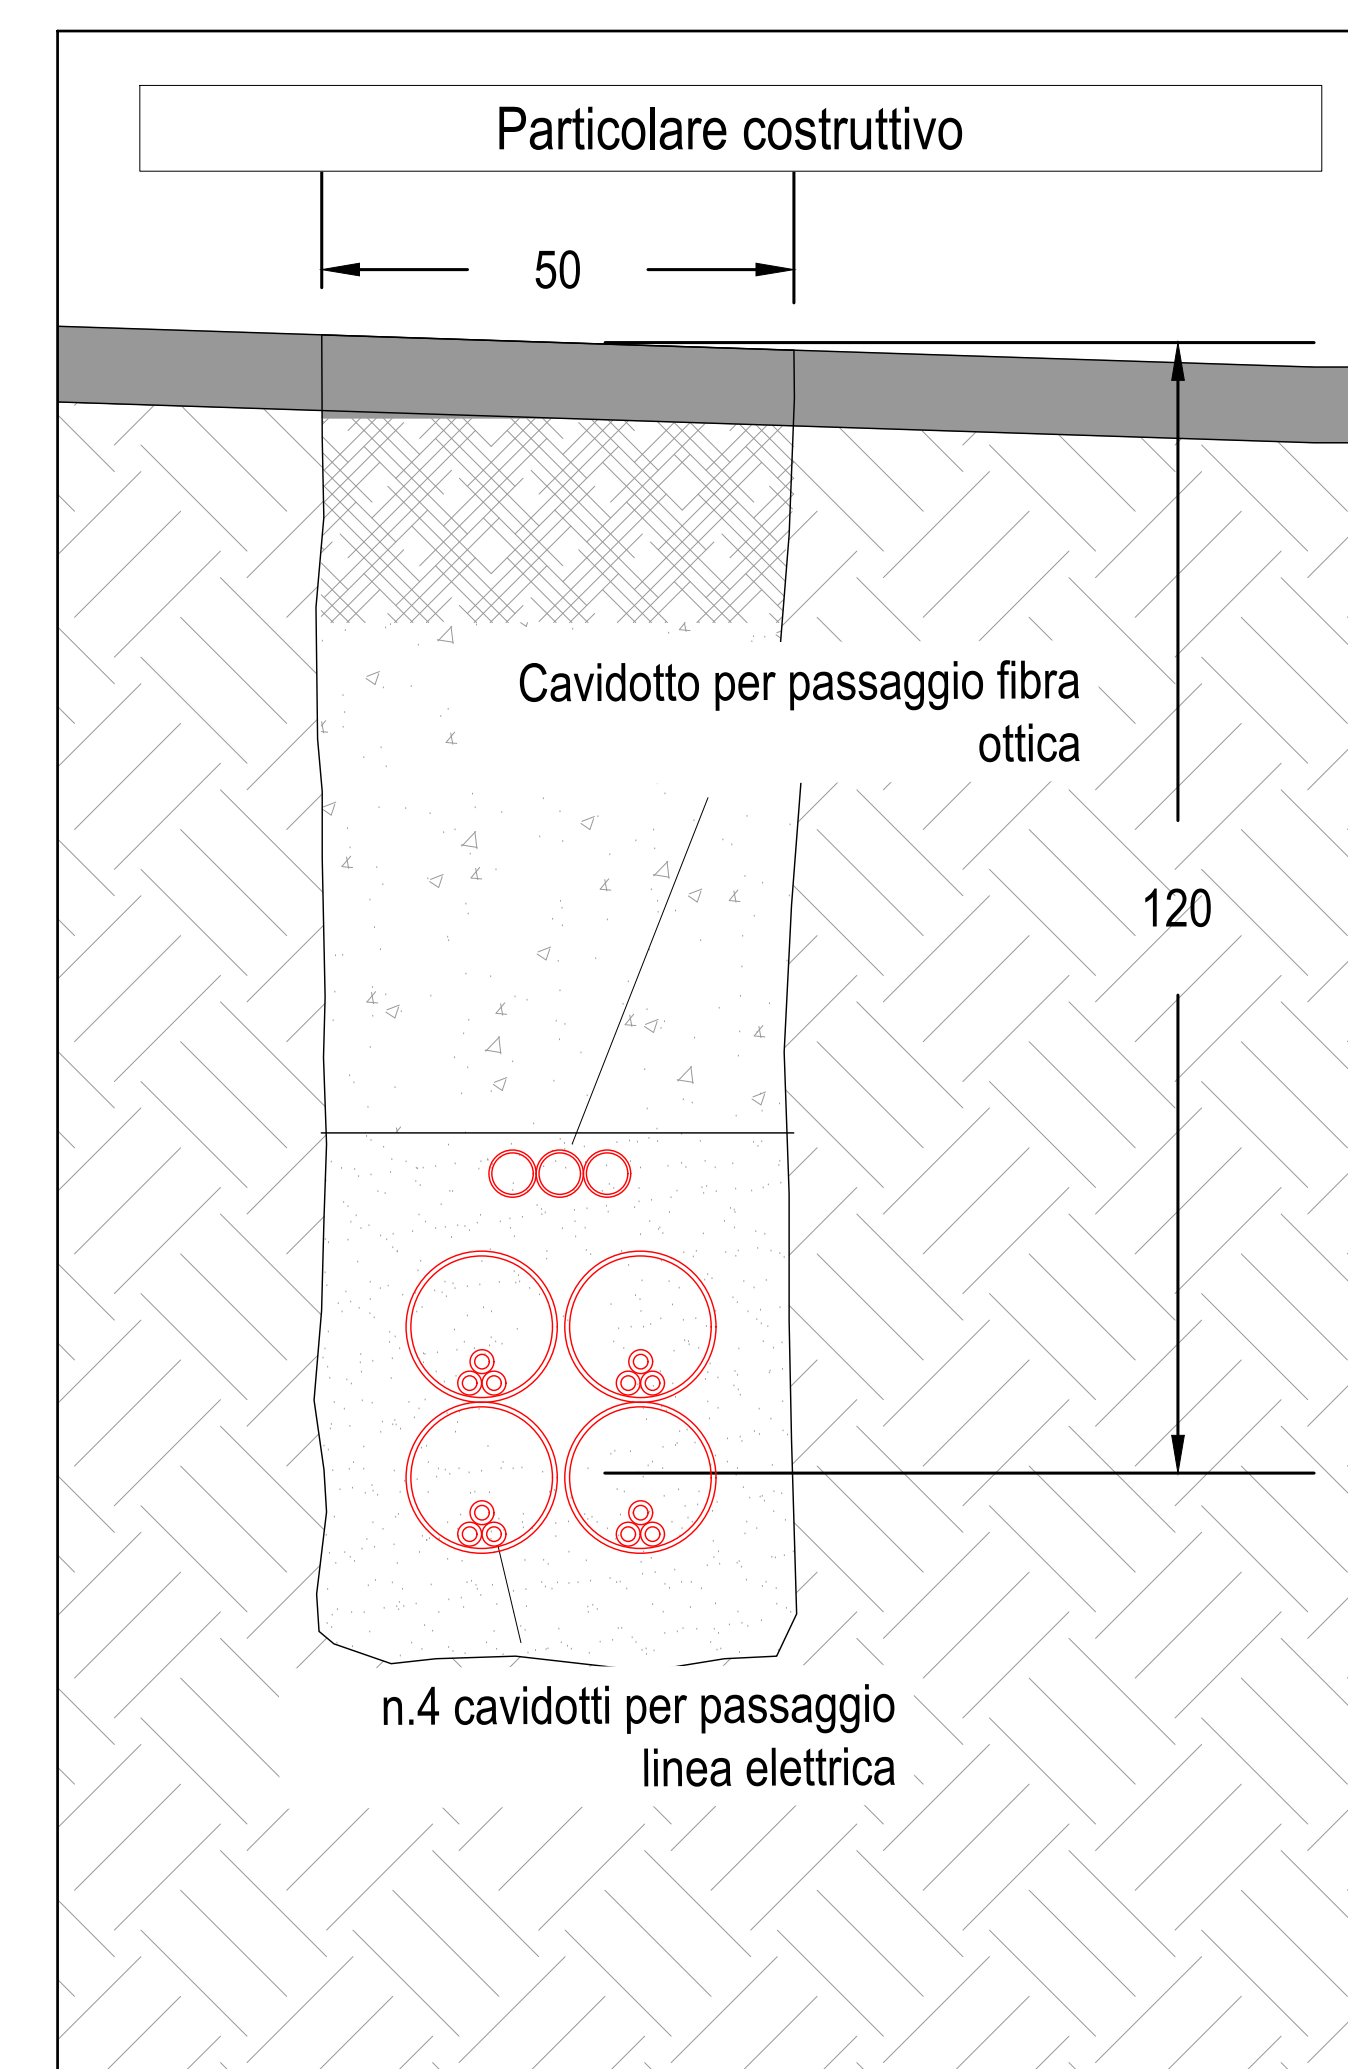 Particolare costruttivo
50
Cavidotto per passaggio fibra
ottica
120
n.4 cavidotti per passaggio
linea elettrica